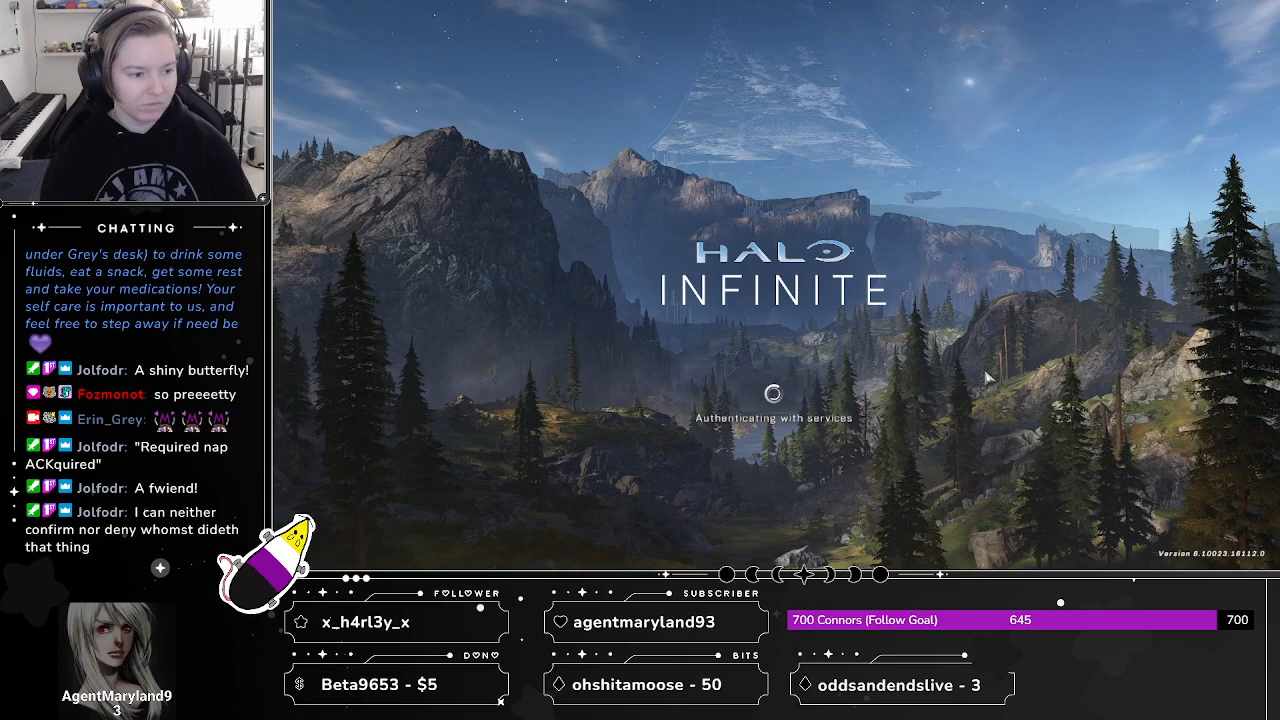 I AM
CHATTING
under Grey's desk) to drink some
fluids, eat a snack, get some rest
and take your medications! Your
self care is important to us, and
feel free to step away if need be
Jolfodr: A shiny butterfly!
Fozmonot: so preeeetty
Erin_Grey:
Jolfodr: "Required nap
ACKquired"
Jolfodr: A fwiend!
Jolfodr: I can neither
confirm nor deny whomst dideth
that thing
AgentMaryland9
3
HALO
INFINITE
Authenticating with services
Version 6.10023.16112.0
FOLLOWER
x_h4rl3y_x
SUBSCRIBER
agentmaryland93
700 Connors (Follow Goal) 645 700
DONO
Beta9653 - $5
BITS
ohshitamoose - 50
oddsandendslive - 3